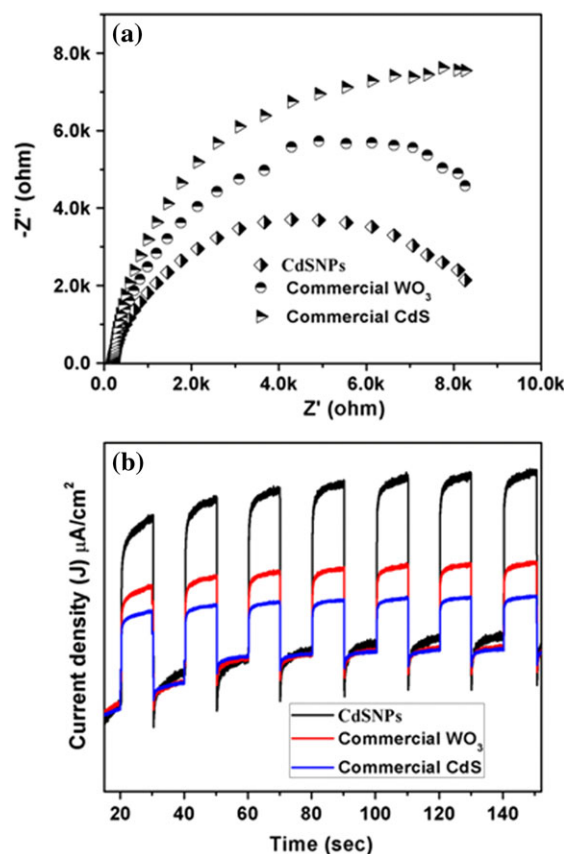 (a)
-Z'' (ohm)
8.0k
6.0k
4.0k
2.0k
0.0
CdSNPs
Commercial WO₃
Commercial CdS
0.0 2.0k 4.0k 6.0k 8.0k 10.0k
Z' (ohm)
(b)
Current density (J) µA/cm²
CdSNPs
Commercial WO₃
Commercial CdS
20 40 60 80 100 120 140
Time (sec)